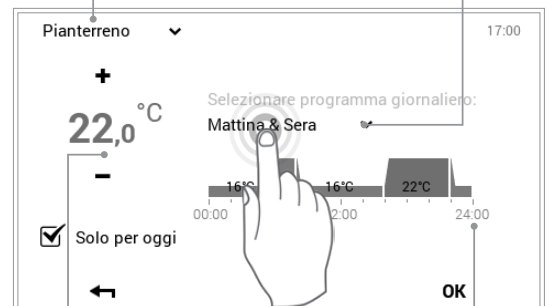 Pianterreno
17:00
+
22,0 °C
−
Selezionare programma giornaliero:
Mattina & Sera
16°C
16°C
22°C
00:00
24:00
Solo per oggi
OK